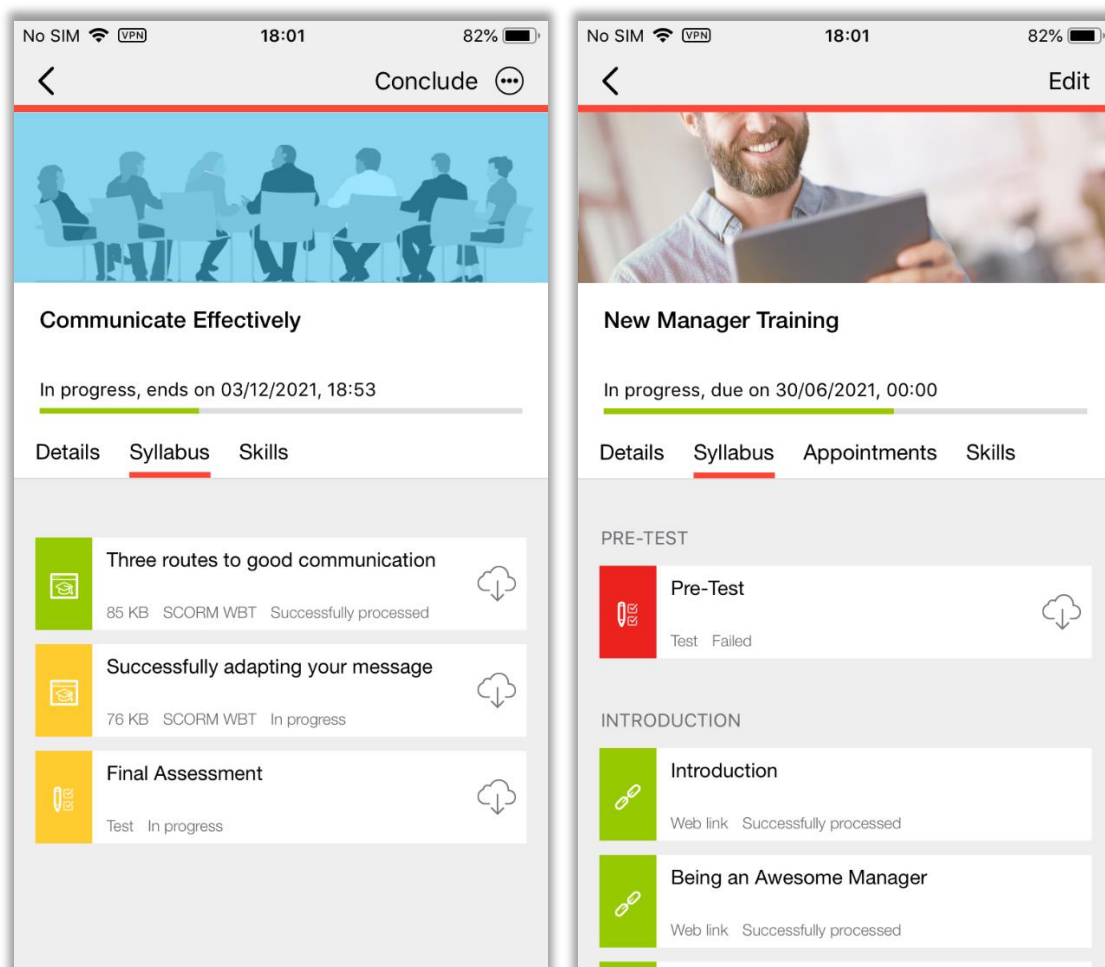 No SIM VPN 18:01 82%
Conclude
Communicate Effectively
In progress, ends on 03/12/2021, 18:53
Details Syllabus Skills
Three routes to good communication
85 KB SCORM WBT Successfully processed
Successfully adapting your message
76 KB SCORM WBT In progress
Final Assessment
Test In progress
No SIM VPN 18:01 82%
Edit
New Manager Training
In progress, due on 30/06/2021, 00:00
Details Syllabus Appointments Skills
PRE-TEST
Pre-Test
Test Failed
INTRODUCTION
Introduction
Web link Successfully processed
Being an Awesome Manager
Web link Successfully processed